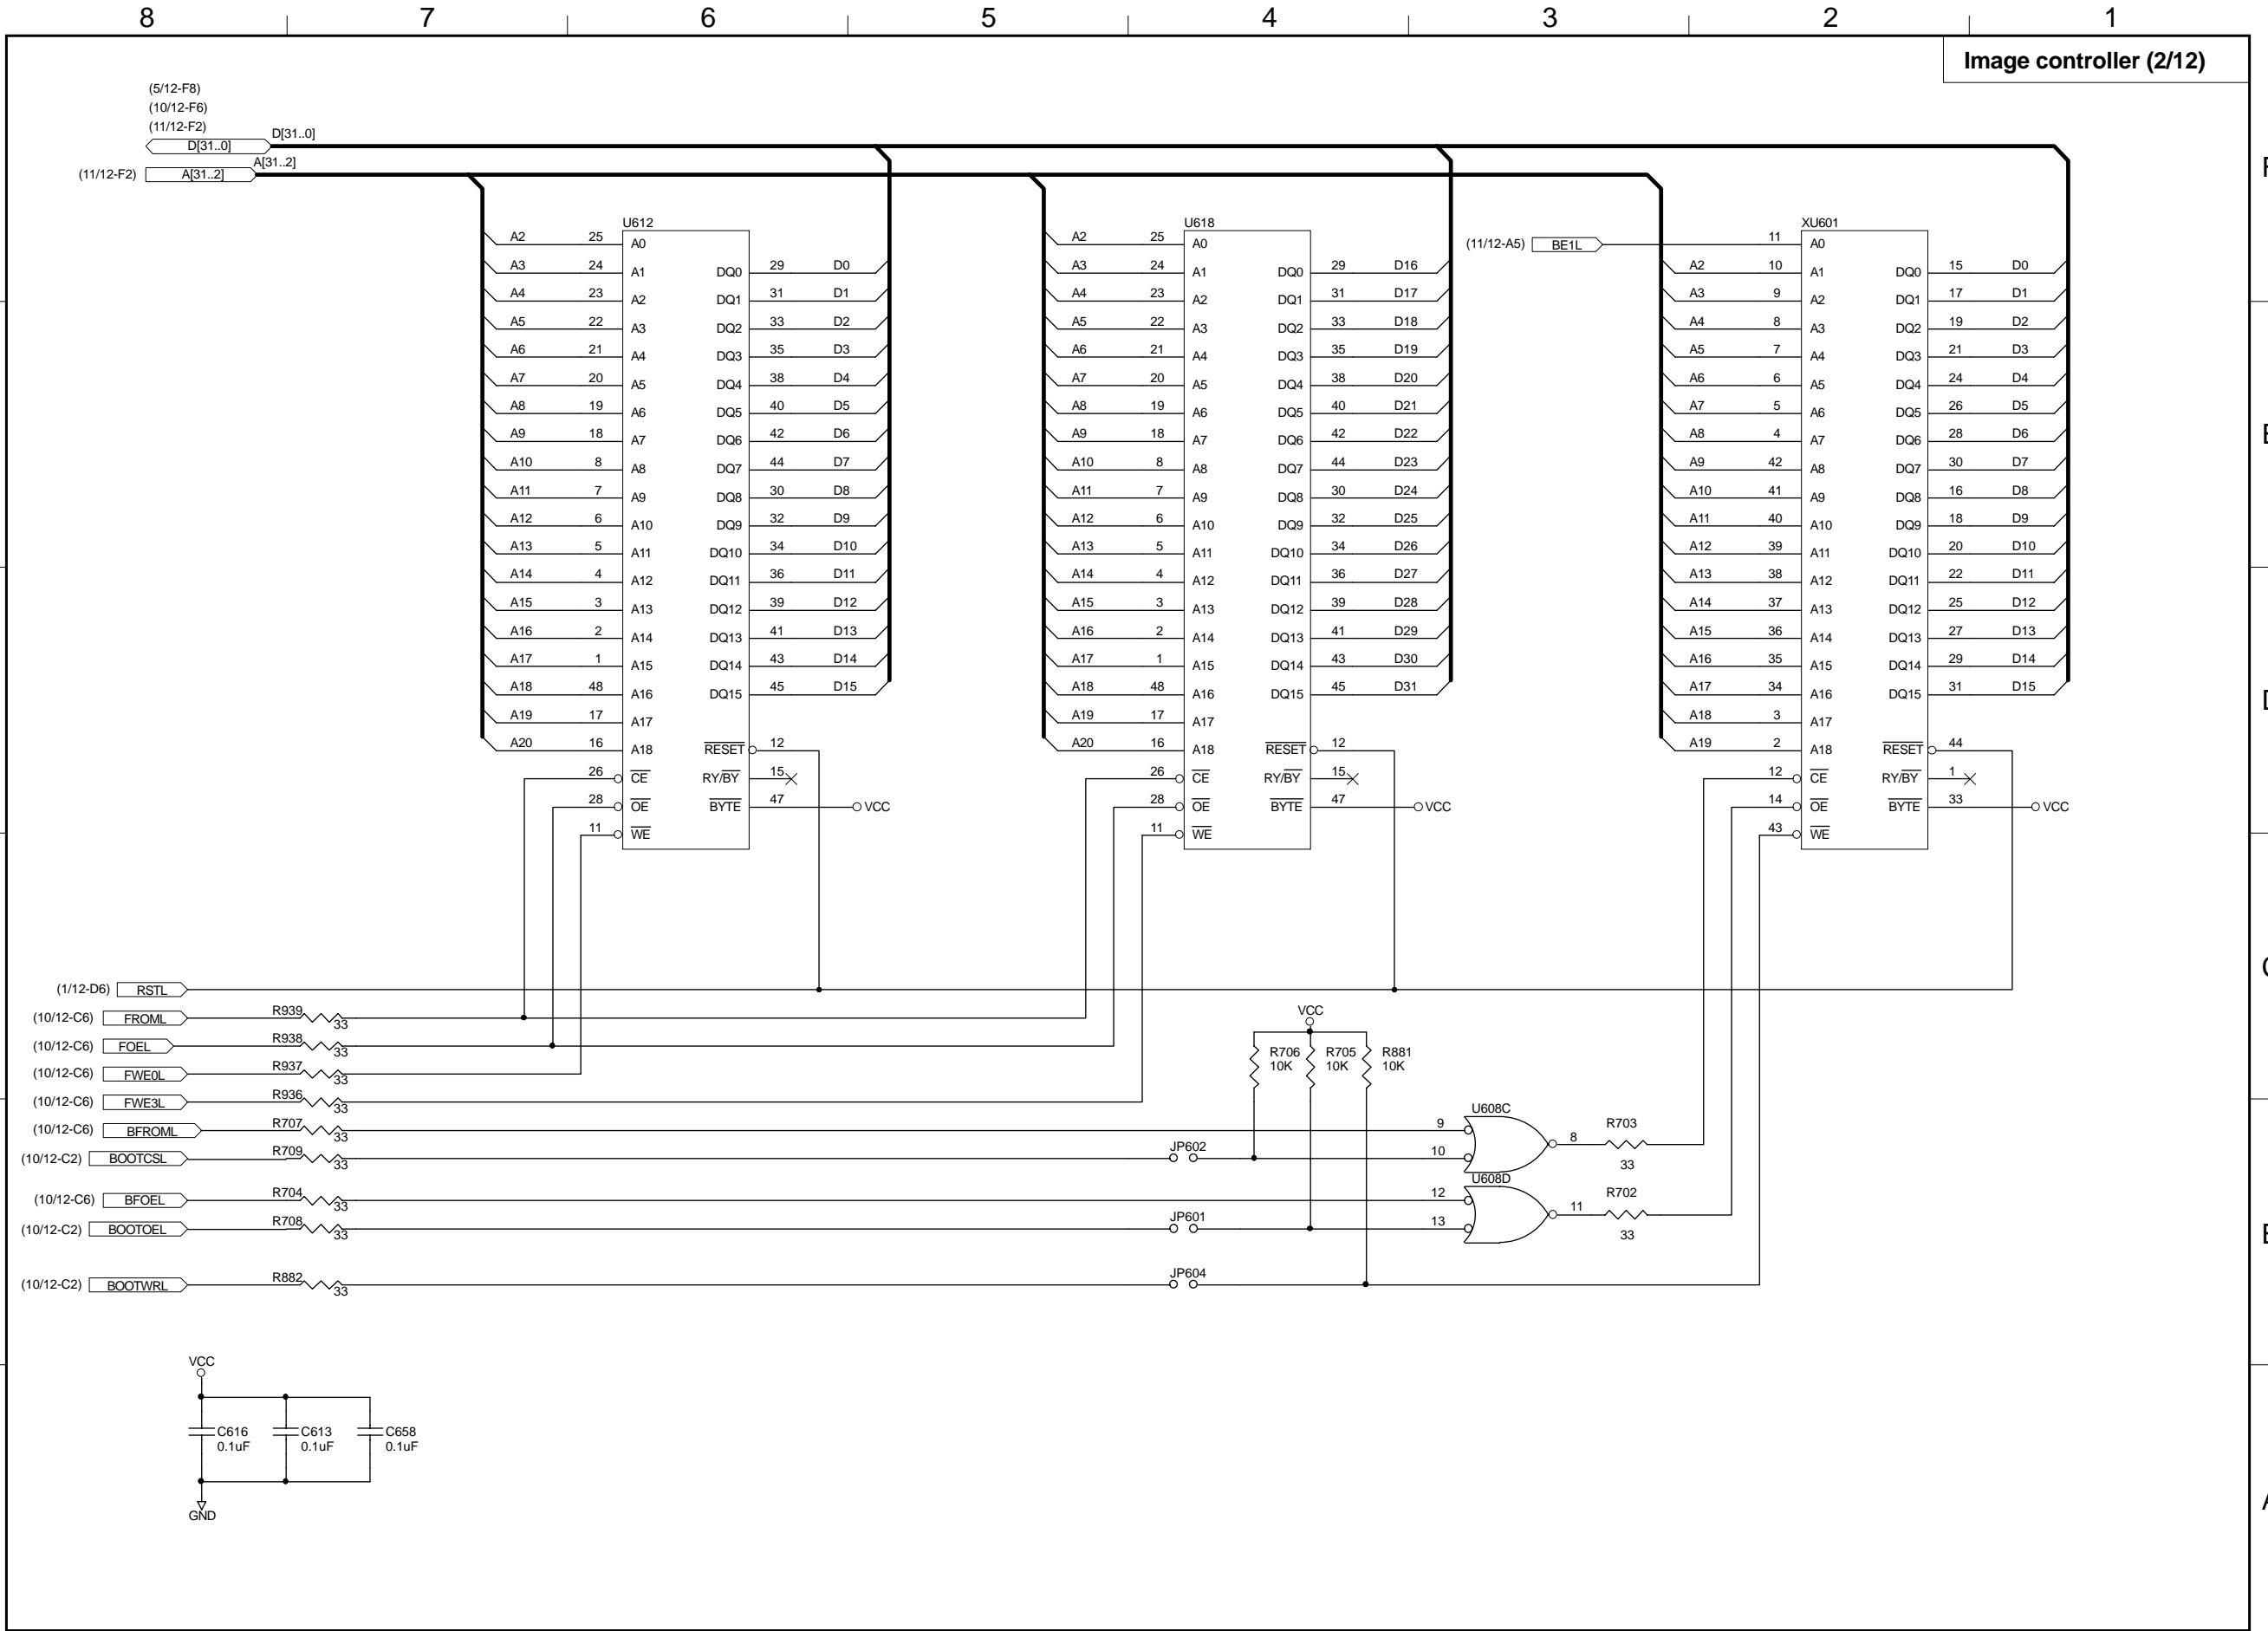 8 7 6 5 4 3 2 1
Image controller (2/12)
(5/12-F8)
(10/12-F6)
(11/12-F2)
D[31..0] D[31..0]
(11/12-F2) A[31..2] A[31..2]
F
E
D
C
B
A
U612
A2 25 A0
A3 24 A1 DQ0 29 D0
A4 23 A2 DQ1 31 D1
A5 22 A3 DQ2 33 D2
A6 21 A4 DQ3 35 D3
A7 20 A5 DQ4 38 D4
A8 19 A6 DQ5 40 D5
A9 18 A7 DQ6 42 D6
A10 8 A8 DQ7 44 D7
A11 7 A9 DQ8 30 D8
A12 6 A10 DQ9 32 D9
A13 5 A11 DQ10 34 D10
A14 4 A12 DQ11 36 D11
A15 3 A13 DQ12 39 D12
A16 2 A14 DQ13 41 D13
A17 1 A15 DQ14 43 D14
A18 48 A16 DQ15 45 D15
A19 17 A17
A20 16 A18 RESET 12
26 CE RY/BY 15
28 OE BYTE 47 VCC
11 WE
U618
A2 25 A0
A3 24 A1 DQ0 29 D16
A4 23 A2 DQ1 31 D17
A5 22 A3 DQ2 33 D18
A6 21 A4 DQ3 35 D19
A7 20 A5 DQ4 38 D20
A8 19 A6 DQ5 40 D21
A9 18 A7 DQ6 42 D22
A10 8 A8 DQ7 44 D23
A11 7 A9 DQ8 30 D24
A12 6 A10 DQ9 32 D25
A13 5 A11 DQ10 34 D26
A14 4 A12 DQ11 36 D27
A15 3 A13 DQ12 39 D28
A16 2 A14 DQ13 41 D29
A17 1 A15 DQ14 43 D30
A18 48 A16 DQ15 45 D31
A19 17 A17
A20 16 A18 RESET 12
26 CE RY/BY 15
28 OE BYTE 47 VCC
11 WE
XU601
(11/12-A5) BE1L 11 A0
A2 10 A1 DQ0 15 D0
A3 9 A2 DQ1 17 D1
A4 8 A3 DQ2 19 D2
A5 7 A4 DQ3 21 D3
A6 6 A5 DQ4 24 D4
A7 5 A6 DQ5 26 D5
A8 4 A7 DQ6 28 D6
A9 42 A8 DQ7 30 D7
A10 41 A9 DQ8 16 D8
A11 40 A10 DQ9 18 D9
A12 39 A11 DQ10 20 D10
A13 38 A12 DQ11 22 D11
A14 37 A13 DQ12 25 D12
A15 36 A14 DQ13 27 D13
A16 35 A15 DQ14 29 D14
A17 34 A16 DQ15 31 D15
A18 3 A17
A19 2 A18 RESET 44
12 CE RY/BY 1
14 OE BYTE 33 VCC
43 WE
(1/12-D6) RSTL
(10/12-C6) FROML R939 33
(10/12-C6) FOEL R938 33
(10/12-C6) FWE0L R937 33
(10/12-C6) FWE3L R936 33
(10/12-C6) BFROML R707 33
(10/12-C2) BOOTCSL R709 33 JP602
(10/12-C6) BFOEL R704 33
(10/12-C2) BOOTOEL R708 33 JP601
(10/12-C2) BOOTWRL R882 33 JP604
VCC
R706 R705 R881
10K 10K 10K
U608C
9 10 8 R703 33
U608D
12 13 11 R702 33
VCC
C616 C613 C658
0.1uF 0.1uF 0.1uF
GND